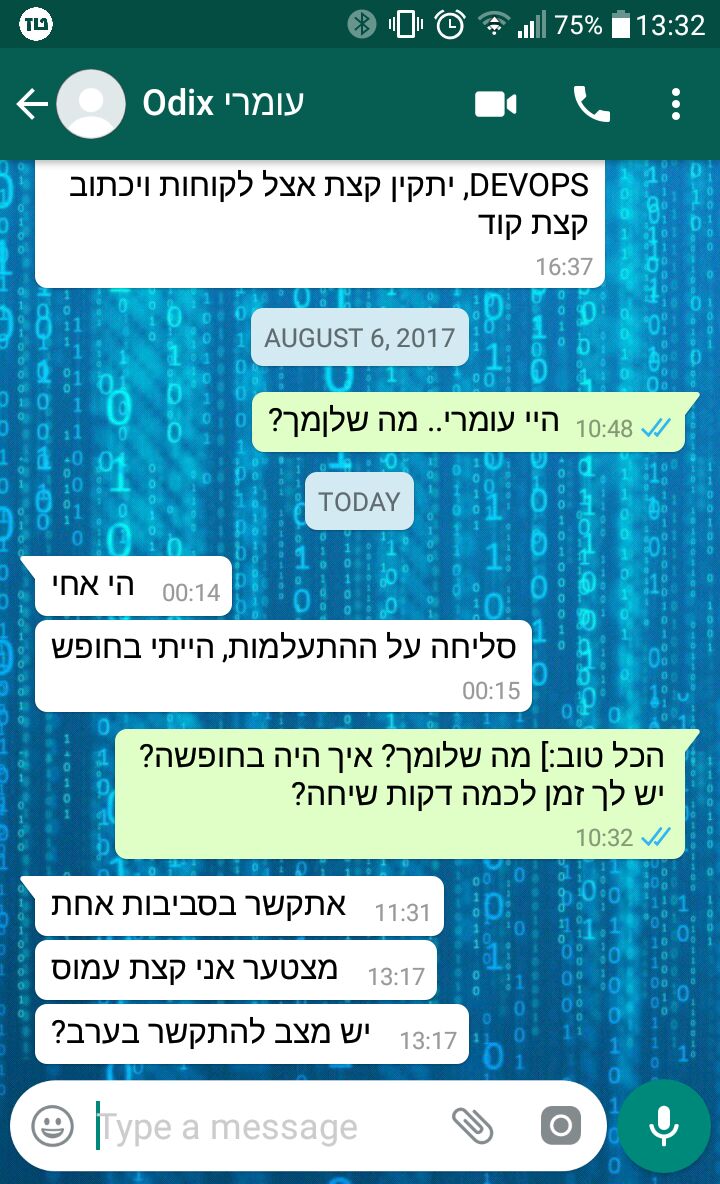 טוז 75% 13:32
עומרי Odix
DEVOPS, יתקין קצת אצל לקוחות ויכתוב
קצת קוד
16:37
AUGUST 6, 2017
היי עומרי.. מה שלןמך? 10:48
TODAY
הי אחי 00:14
סליחה על ההתעלמות, הייתי בחופש
00:15
הכל טוב:] מה שלומך? איך היה בחופשה?
יש לך זמן לכמה דקות שיחה?
10:32
אתקשר בסביבות אחת 11:31
מצטער אני קצת עמוס 13:17
יש מצב להתקשר בערב? 13:17
Type a message